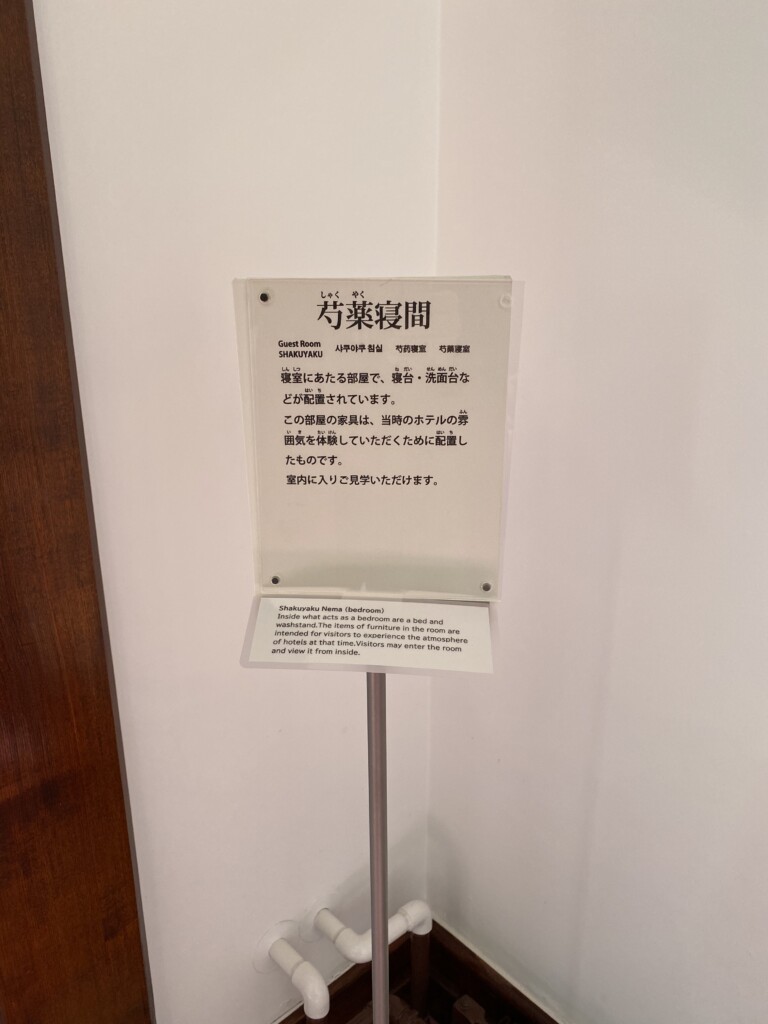 しゃく やく
芍薬寝間
Guest Room
SHAKUYAKU 샤쿠야쿠 침실 芍药寝室 芍藥寢室
しん しつ ね だい せん めん だい
寝室にあたる部屋で、寝台・洗面台な
はい ち
どが配置されています。
ふん
この部屋の家具は、当時のホテルの雰
い き たい けん はい ち
囲気を体験していただくために配置し
たものです。
室内に入りご見学いただけます。
Shakuyaku Nema (bedroom)
Inside what acts as a bedroom are a bed and
washstand.The items of furniture in the room are
intended for visitors to experience the atmosphere
of hotels at that time.Visitors may enter the room
and view it from inside.